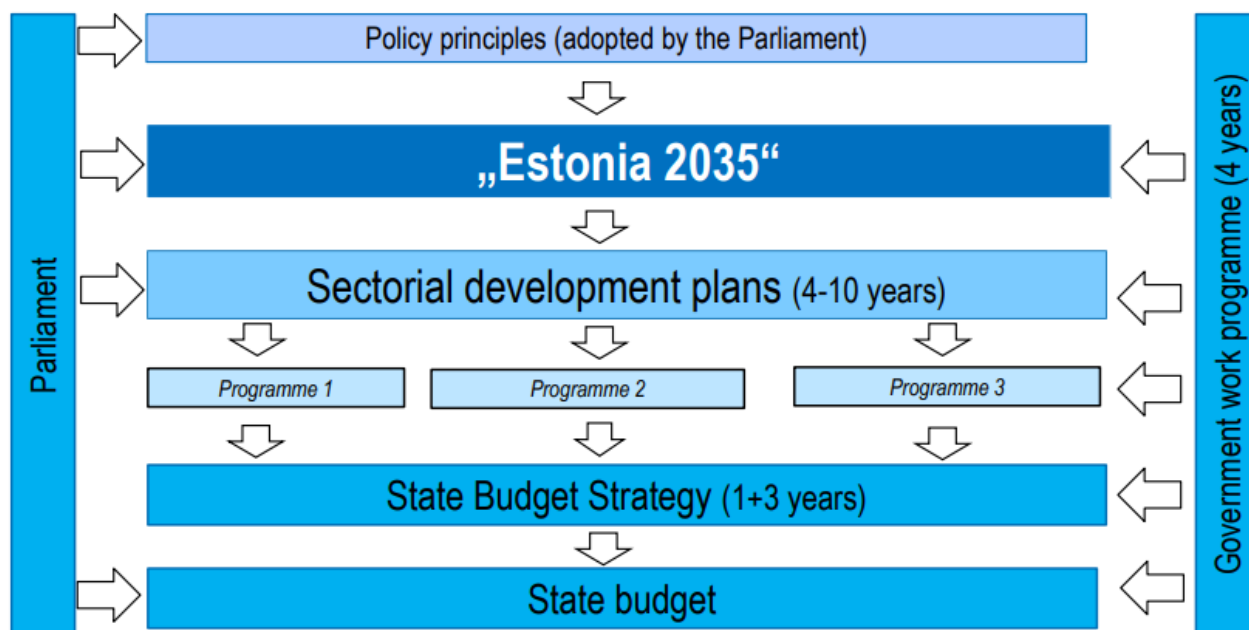 Policy principles (adopted by the Parliament)
„Estonia 2035“
Sectorial development plans (4-10 years)
Programme 1
Programme 2
Programme 3
State Budget Strategy (1+3 years)
State budget
Parliament
Government work programme (4 years)